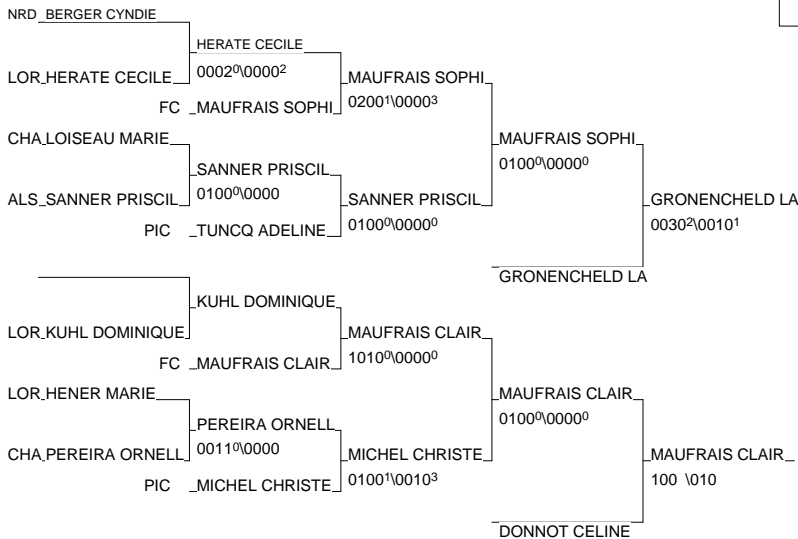 NRD BERGER CYNDIE
HERATE CECILE
0002⁰\0000²
LOR HERATE CECILE
MAUFRAIS SOPHI
0200¹\0000³
FC MAUFRAIS SOPHI
CHA LOISEAU MARIE
MAUFRAIS SOPHI
0100⁰\0000⁰
SANNER PRISCIL
0100⁰\0000
ALS SANNER PRISCIL
SANNER PRISCIL
0100⁰\0000⁰
GRONENCHELD LA
0030²\0010¹
PIC TUNCQ ADELINE
GRONENCHELD LA
KUHL DOMINIQUE
LOR KUHL DOMINIQUE
MAUFRAIS CLAIR
1010⁰\0000⁰
FC MAUFRAIS CLAIR
LOR HENER MARIE
MAUFRAIS CLAIR
0100⁰\0000⁰
PEREIRA ORNELL
0011⁰\0000
CHA PEREIRA ORNELL
MICHEL CHRISTE
0100¹\0010³
MAUFRAIS CLAIR
100 \010
PIC MICHEL CHRISTE
DONNOT CELINE